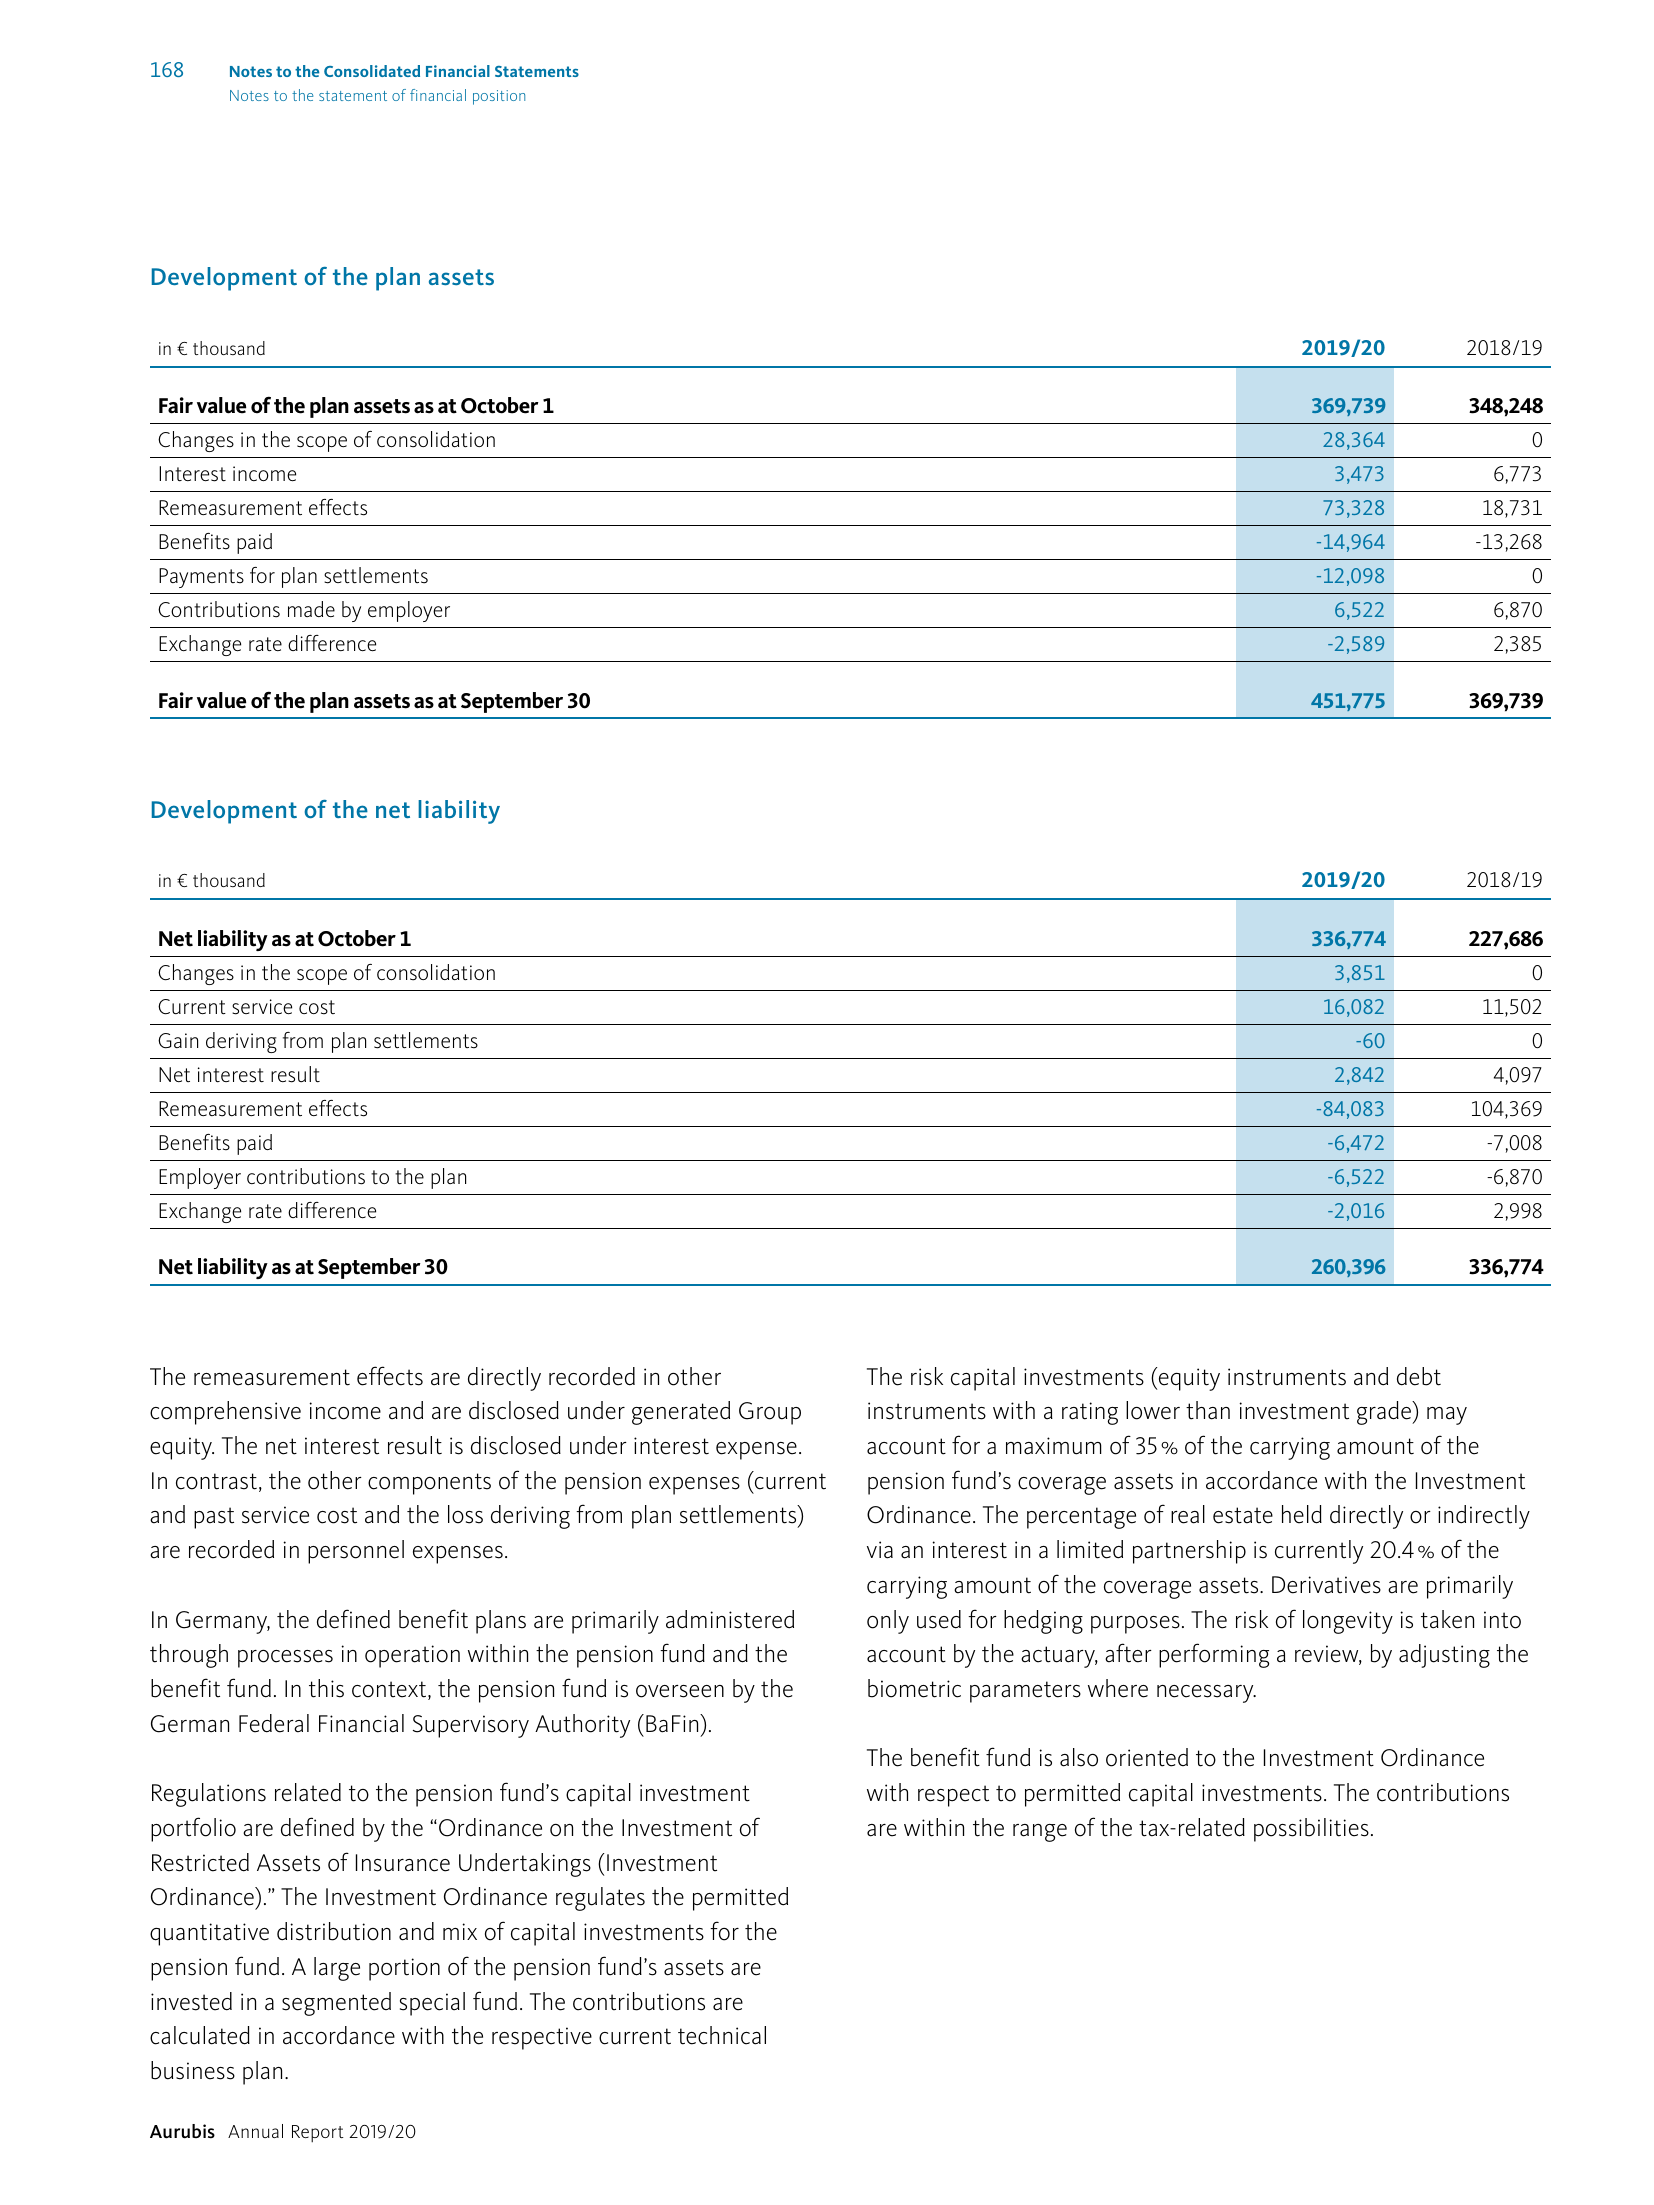 168 Notes to the Consolidated Financial Statements
Notes to the statement of financial position
Development of the plan assets
in € thousand 2019/20 2018/19
Fair value of the plan assets as at October 1 369,739 348,248
Changes in the scope of consolidation 28,364 0
Interest income 3,473 6,773
Remeasurement effects 73,328 18,731
Benefits paid -14,964 -13,268
Payments for plan settlements -12,098 0
Contributions made by employer 6,522 6,870
Exchange rate difference -2,589 2,385
Fair value of the plan assets as at September 30 451,775 369,739
Development of the net liability
in € thousand 2019/20 2018/19
Net liability as at October 1 336,774 227,686
Changes in the scope of consolidation 3,851 0
Current service cost 16,082 11,502
Gain deriving from plan settlements -60 0
Net interest result 2,842 4,097
Remeasurement effects -84,083 104,369
Benefits paid -6,472 -7,008
Employer contributions to the plan -6,522 -6,870
Exchange rate difference -2,016 2,998
Net liability as at September 30 260,396 336,774
The remeasurement effects are directly recorded in other
comprehensive income and are disclosed under generated Group
equity. The net interest result is disclosed under interest expense.
In contrast, the other components of the pension expenses (current
and past service cost and the loss deriving from plan settlements)
are recorded in personnel expenses.
In Germany, the defined benefit plans are primarily administered
through processes in operation within the pension fund and the
benefit fund. In this context, the pension fund is overseen by the
German Federal Financial Supervisory Authority (BaFin).
Regulations related to the pension fund’s capital investment
portfolio are defined by the “Ordinance on the Investment of
Restricted Assets of Insurance Undertakings (Investment
Ordinance).” The Investment Ordinance regulates the permitted
quantitative distribution and mix of capital investments for the
pension fund. A large portion of the pension fund’s assets are
invested in a segmented special fund. The contributions are
calculated in accordance with the respective current technical
business plan.
The risk capital investments (equity instruments and debt
instruments with a rating lower than investment grade) may
account for a maximum of 35 % of the carrying amount of the
pension fund’s coverage assets in accordance with the Investment
Ordinance. The percentage of real estate held directly or indirectly
via an interest in a limited partnership is currently 20.4 % of the
carrying amount of the coverage assets. Derivatives are primarily
only used for hedging purposes. The risk of longevity is taken into
account by the actuary, after performing a review, by adjusting the
biometric parameters where necessary.
The benefit fund is also oriented to the Investment Ordinance
with respect to permitted capital investments. The contributions
are within the range of the tax-related possibilities.
Aurubis Annual Report 2019/20